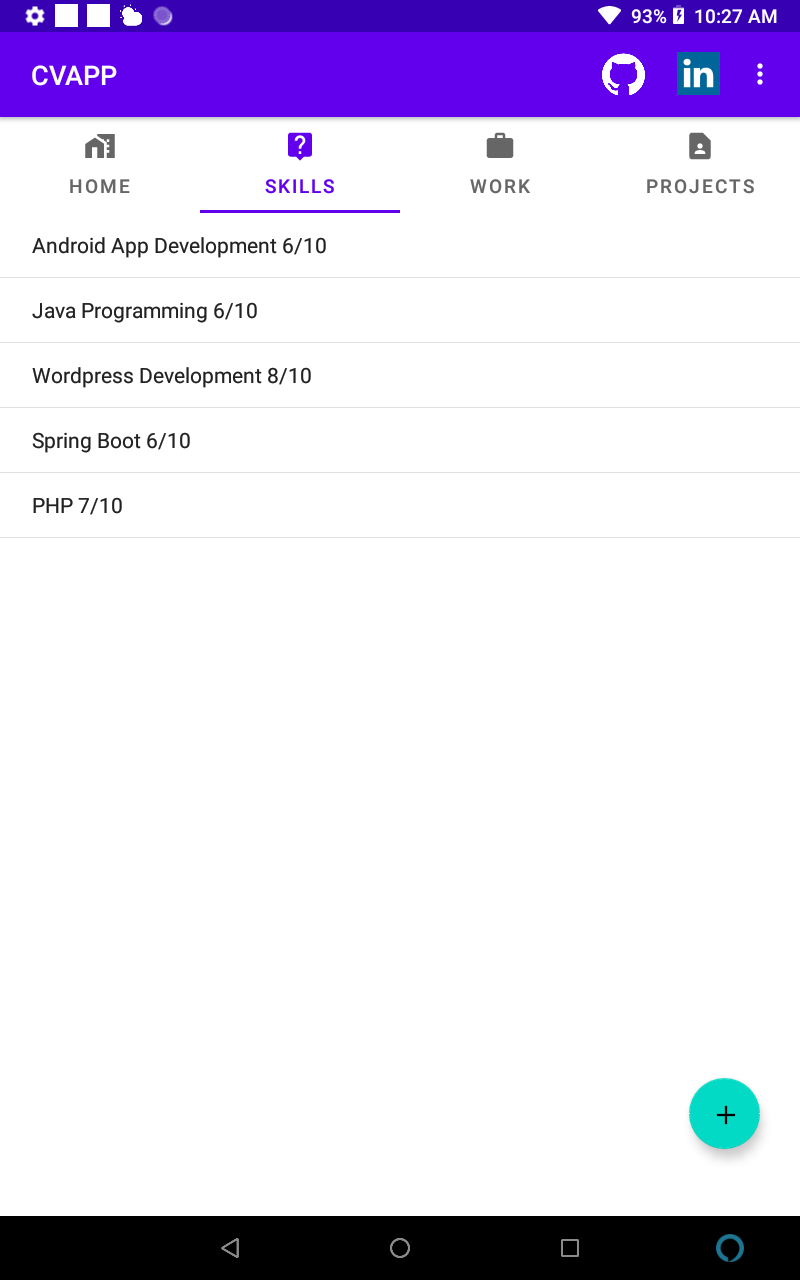 93% 10:27 AM
CVAPP
in
HOME SKILLS WORK PROJECTS
Android App Development 6/10
Java Programming 6/10
Wordpress Development 8/10
Spring Boot 6/10
PHP 7/10